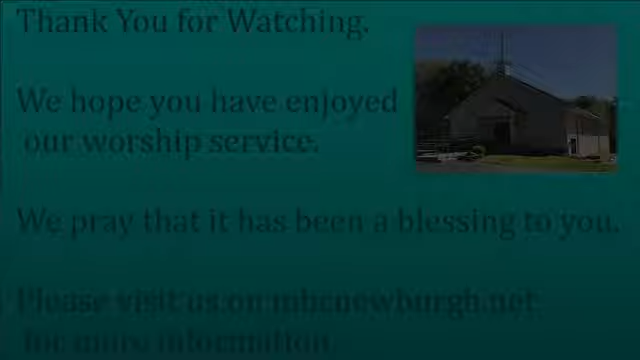 Thank You for Watching.
We hope you have enjoyed
our worship service.
We pray that it has been a blessing to you.
Please visit us on mbcnewburgh.net
for more information